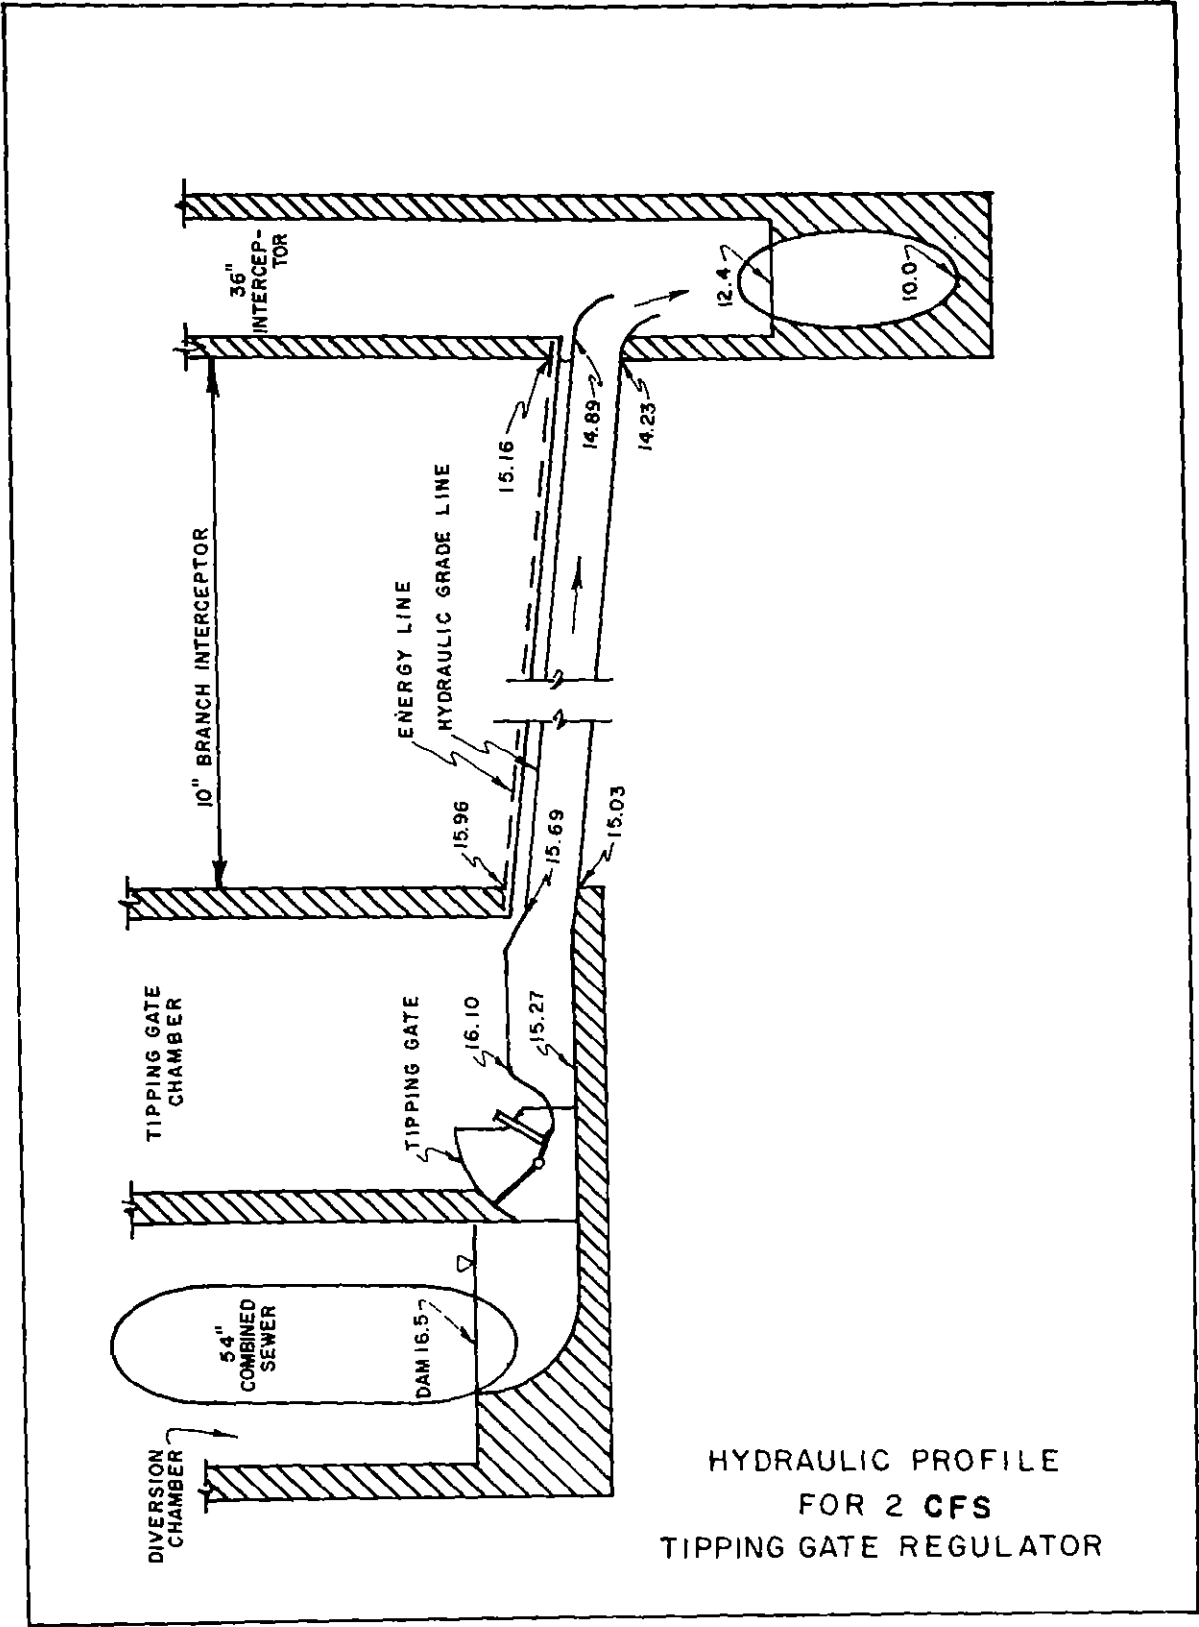 DIVERSION
CHAMBER
54"
COMBINED
SEWER
DAM 16.5
TIPPING GATE
CHAMBER
TIPPING GATE
16.10
15.27
10" BRANCH INTERCEPTOR
15.96
15.69
15.03
ENERGY LINE
HYDRAULIC GRADE LINE
15.16
14.89
14.23
36"
INTERCEP-
TOR
12.4
10.0
HYDRAULIC PROFILE
FOR 2 CFS
TIPPING GATE REGULATOR